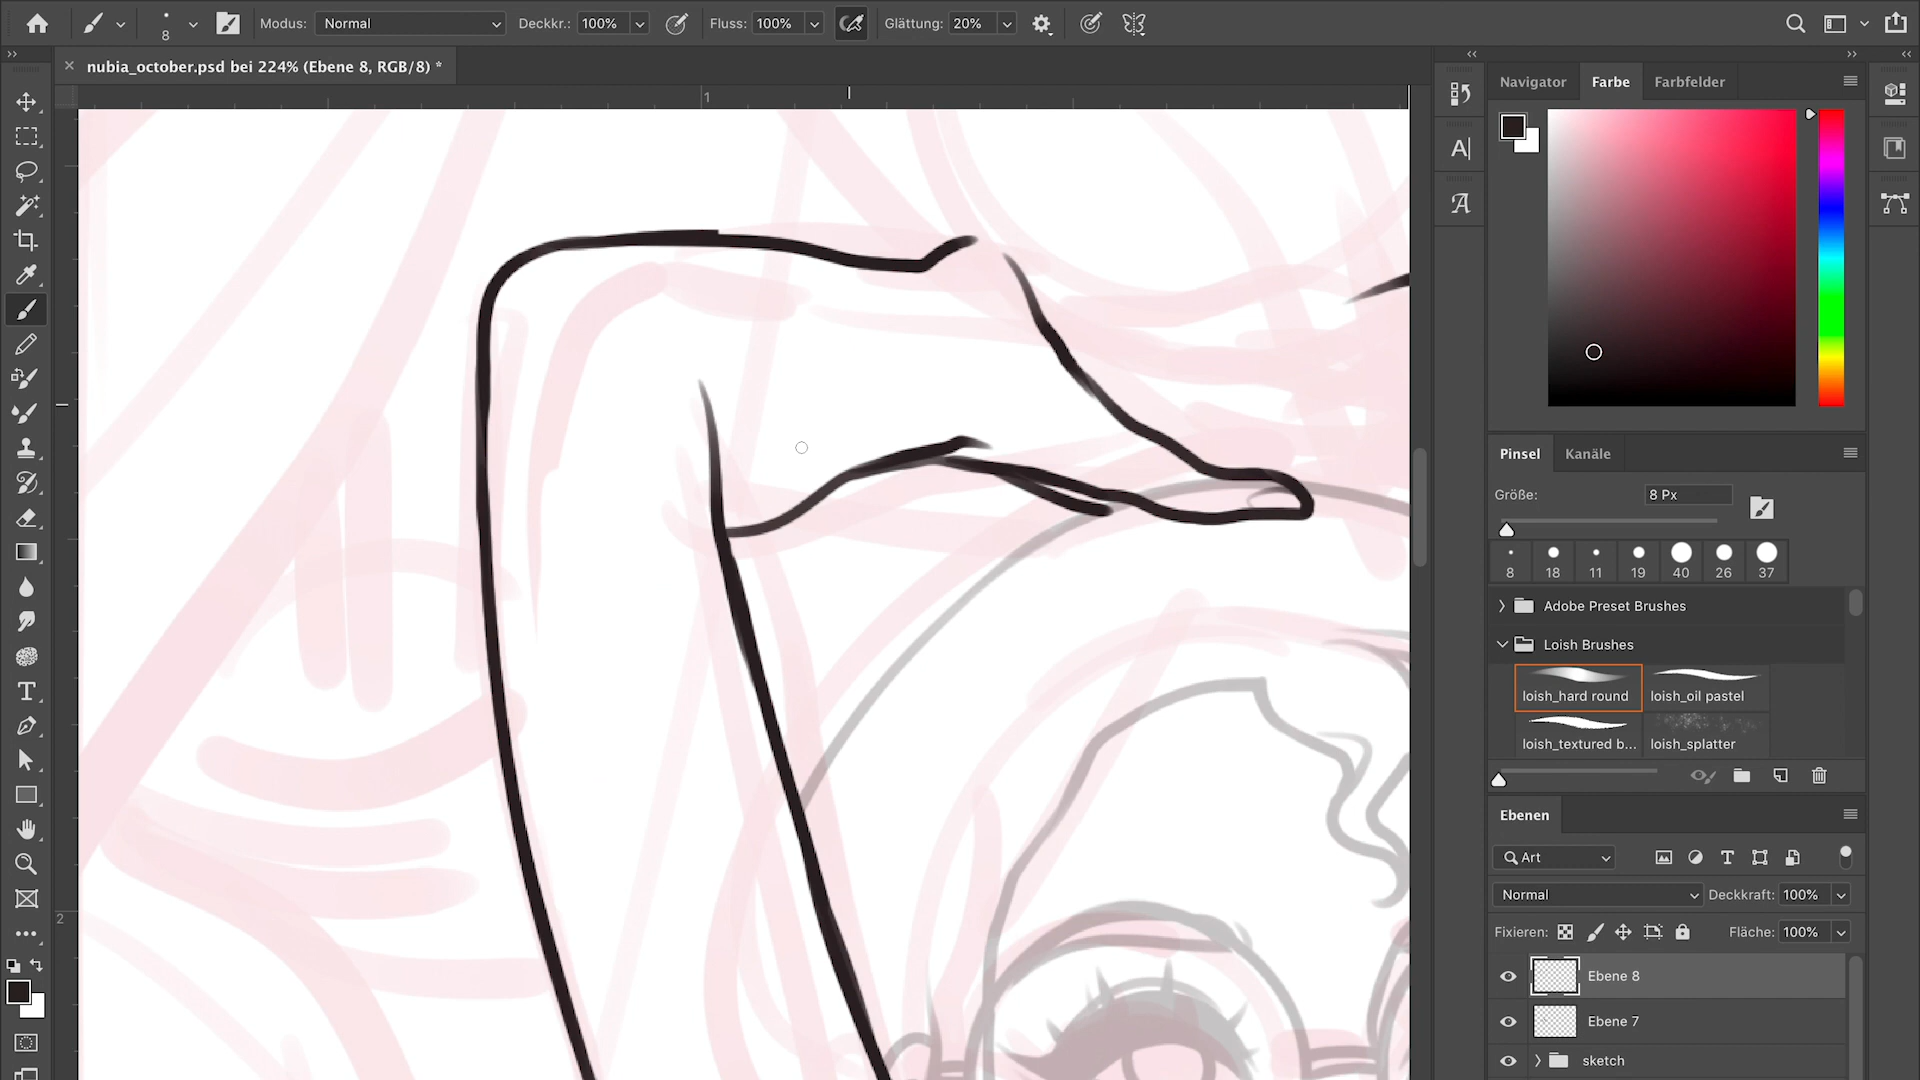 8
Modus:
Normal
Deckkr.:
100%
Fluss:
100%
Glättung:
20%
nubia_october.psd bei 224% (Ebene 8, RGB/8) *
1
2
T
A|
A
Navigator
Farbe
Farbfelder
Pinsel
Kanäle
Größe:
8 Px
8
18
11
19
40
26
37
Adobe Preset Brushes
Loish Brushes
loish_hard round
loish_oil pastel
loish_textured b...
loish_splatter
Ebenen
Art
T
Normal
Deckkraft:
100%
Fixieren:
Fläche:
100%
Ebene 8
Ebene 7
sketch